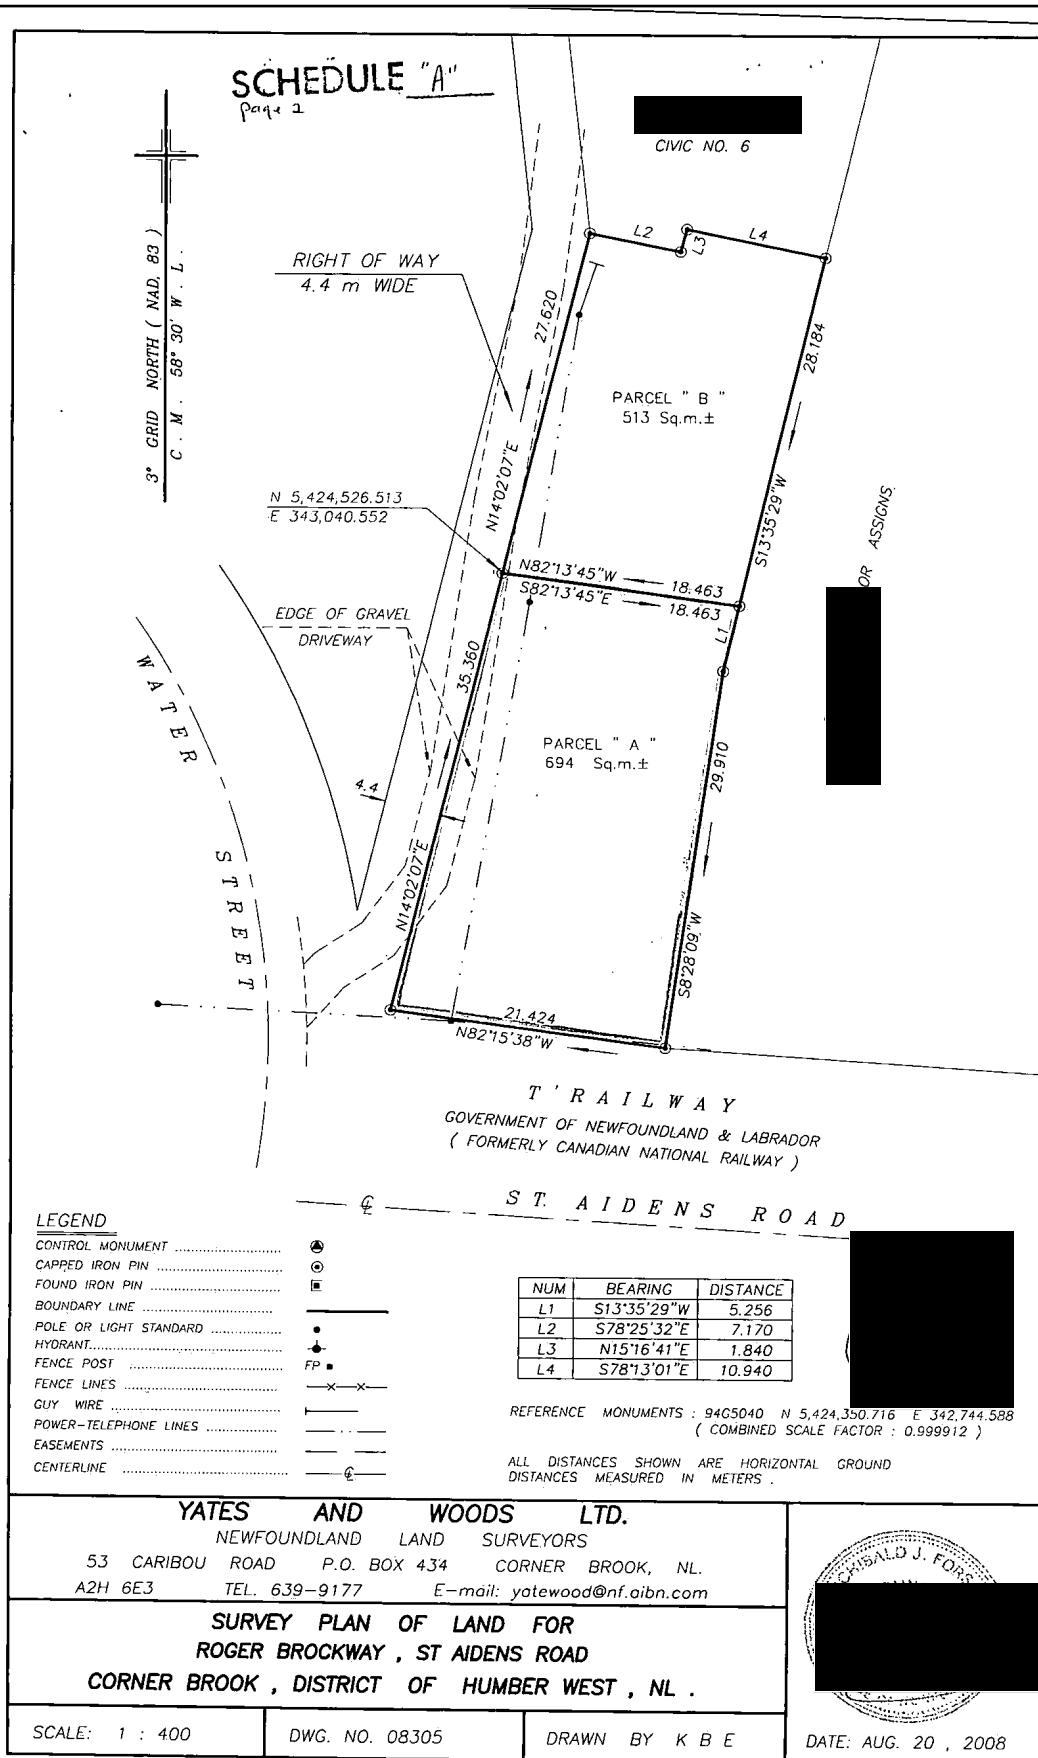 SCHEDULE "A"
page 2
CIVIC NO. 6
3° GRID NORTH ( NAD. 83 )
C . M . 58° 30' W . L .
RIGHT OF WAY
4.4 m WIDE
L2
L3
L4
27.620
28.184
PARCEL " B "
513 Sq.m.±
N14°02'07"E
S13°35'29"W
N 5,424,526.513
E 343,040.552
OR ASSIGNS.
N82°13'45"W 18.463
S82°13'45"E 18.463
L1
EDGE OF GRAVEL
DRIVEWAY
35.360
PARCEL " A "
694 Sq.m.±
29.910
4.4
N14°02'07"E
S8°28'09"W
WATER
STREET
21.424
N82°15'38"W
T'RAILWAY
GOVERNMENT OF NEWFOUNDLAND & LABRADOR
( FORMERLY CANADIAN NATIONAL RAILWAY )
ST. AIDENS ROAD
LEGEND
CONTROL MONUMENT
CAPPED IRON PIN
FOUND IRON PIN
BOUNDARY LINE
POLE OR LIGHT STANDARD
HYDRANT
FENCE POST FP
FENCE LINES
GUY WIRE
POWER-TELEPHONE LINES
EASEMENTS
CENTERLINE
NUM BEARING DISTANCE
L1 S13°35'29"W 5.256
L2 S78°25'32"E 7.170
L3 N15°16'41"E 1.840
L4 S78°13'01"E 10.940
REFERENCE MONUMENTS : 94G5040 N 5,424,350.716 E 342,744.588
( COMBINED SCALE FACTOR : 0.999912 )
ALL DISTANCES SHOWN ARE HORIZONTAL GROUND
DISTANCES MEASURED IN METERS .
YATES AND WOODS LTD.
NEWFOUNDLAND LAND SURVEYORS
53 CARIBOU ROAD P.O. BOX 434 CORNER BROOK, NL.
A2H 6E3 TEL. 639-9177 E-mail: yatewood@nf.aibn.com
SURVEY PLAN OF LAND FOR
ROGER BROCKWAY , ST AIDENS ROAD
CORNER BROOK , DISTRICT OF HUMBER WEST , NL .
SCALE: 1 : 400
DWG. NO. 08305
DRAWN BY K B E
DATE: AUG. 20 , 2008